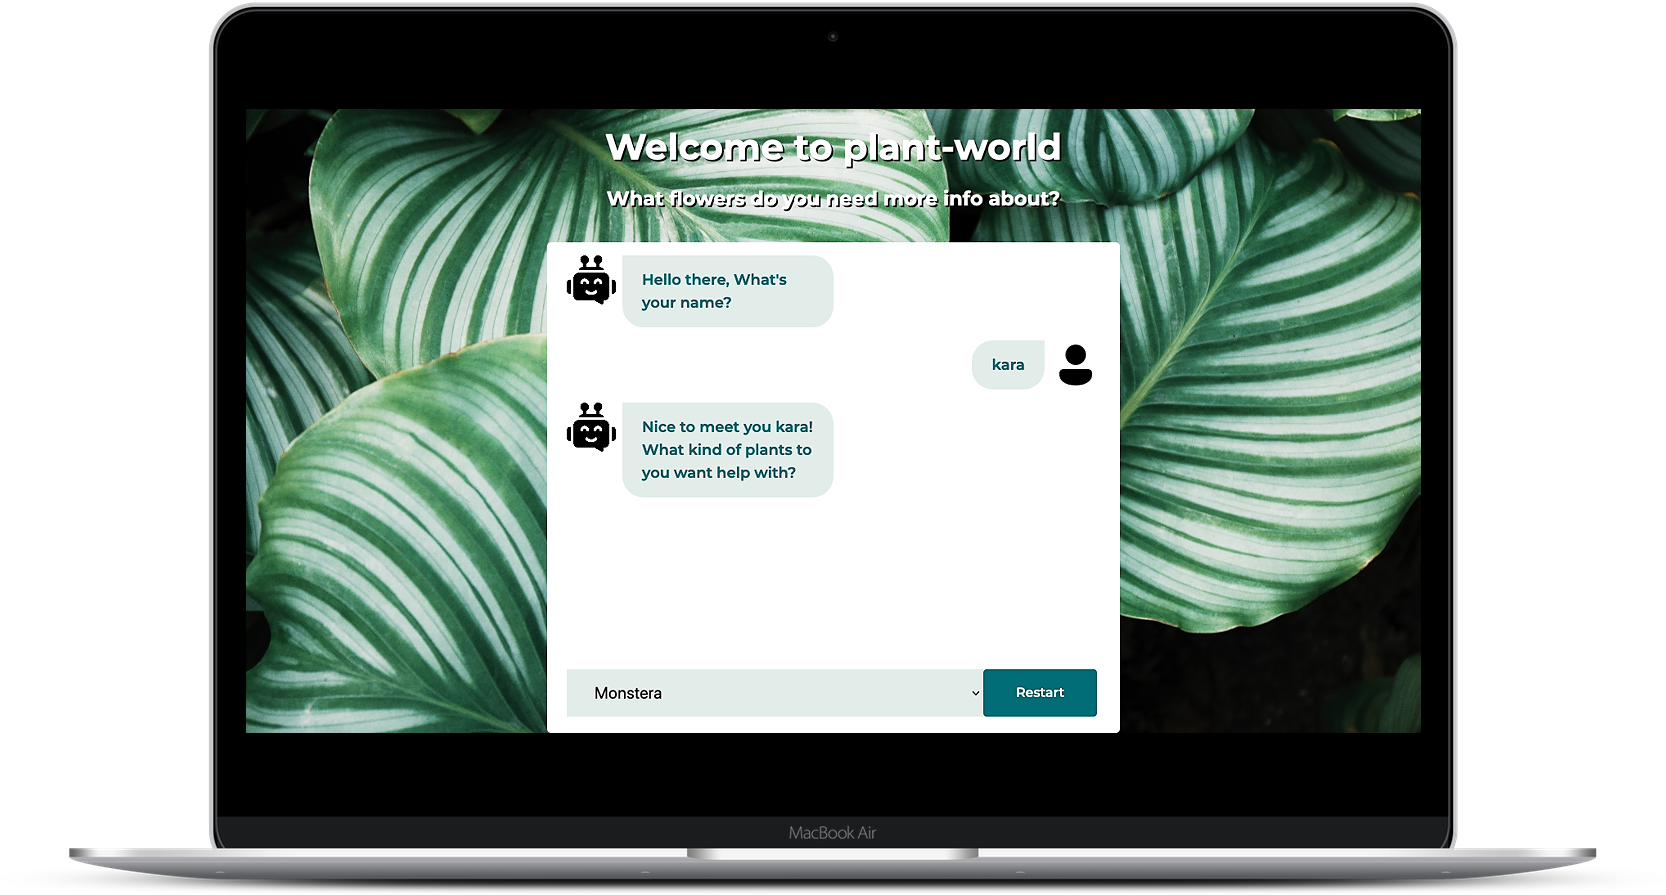 Welcome to plant-world
What flowers do you need more info about?
Hello there, What's
your name?
kara
Nice to meet you kara!
What kind of plants to
you want help with?
Monstera
Restart
MacBook Air